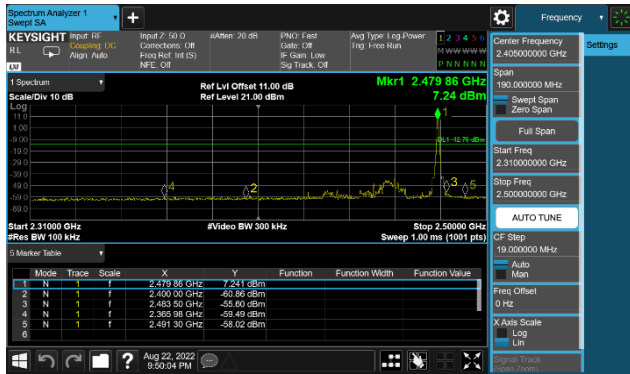 Spectrum Analyzer 1
Swept SA
Frequency
KEYSIGHT Input: RF
RL Coupling: DC
Align: Auto
LXI
Input Z: 50 Ω
Corrections: Off
Freq Ref: Int (S)
NFE: Off
#Atten: 20 dB
PNO: Fast
Gate: Off
IF Gain: Low
Sig Track: Off
Avg Type: Log-Power
Trig: Free Run
1 2 3 4 5 6
M W W W W W
P N N N N N
1 Spectrum
Scale/Div 10 dB
Ref Lvl Offset 11.00 dB
Ref Level 21.00 dBm
Mkr1 2.479 86 GHz
7.24 dBm
Log
11.0
1.00
-9.00
-19.0
-29.0
-39.0
-49.0
-59.0
-69.0
1
DL1 -12.76 dBm
4
2
3
5
Start 2.31000 GHz
#Res BW 100 kHz
#Video BW 300 kHz
Stop 2.50000 GHz
Sweep 1.00 ms (1001 pts)
5 Marker Table
Mode Trace Scale X Y Function Function Width Function Value
1 N 1 f 2.479 86 GHz 7.241 dBm
2 N 1 f 2.400 00 GHz -60.86 dBm
3 N 1 f 2.483 50 GHz -55.60 dBm
4 N 1 f 2.365 98 GHz -59.49 dBm
5 N 1 f 2.491 30 GHz -58.02 dBm
6
Aug 22, 2022
9:50:04 PM
Center Frequency
2.405000000 GHz
Settings
Span
190.000000 MHz
Swept Span
Zero Span
Full Span
Start Freq
2.310000000 GHz
Stop Freq
2.500000000 GHz
AUTO TUNE
CF Step
19.000000 MHz
Auto
Man
Freq Offset
0 Hz
X Axis Scale
Log
Lin
Signal Track
(Span Zoom)